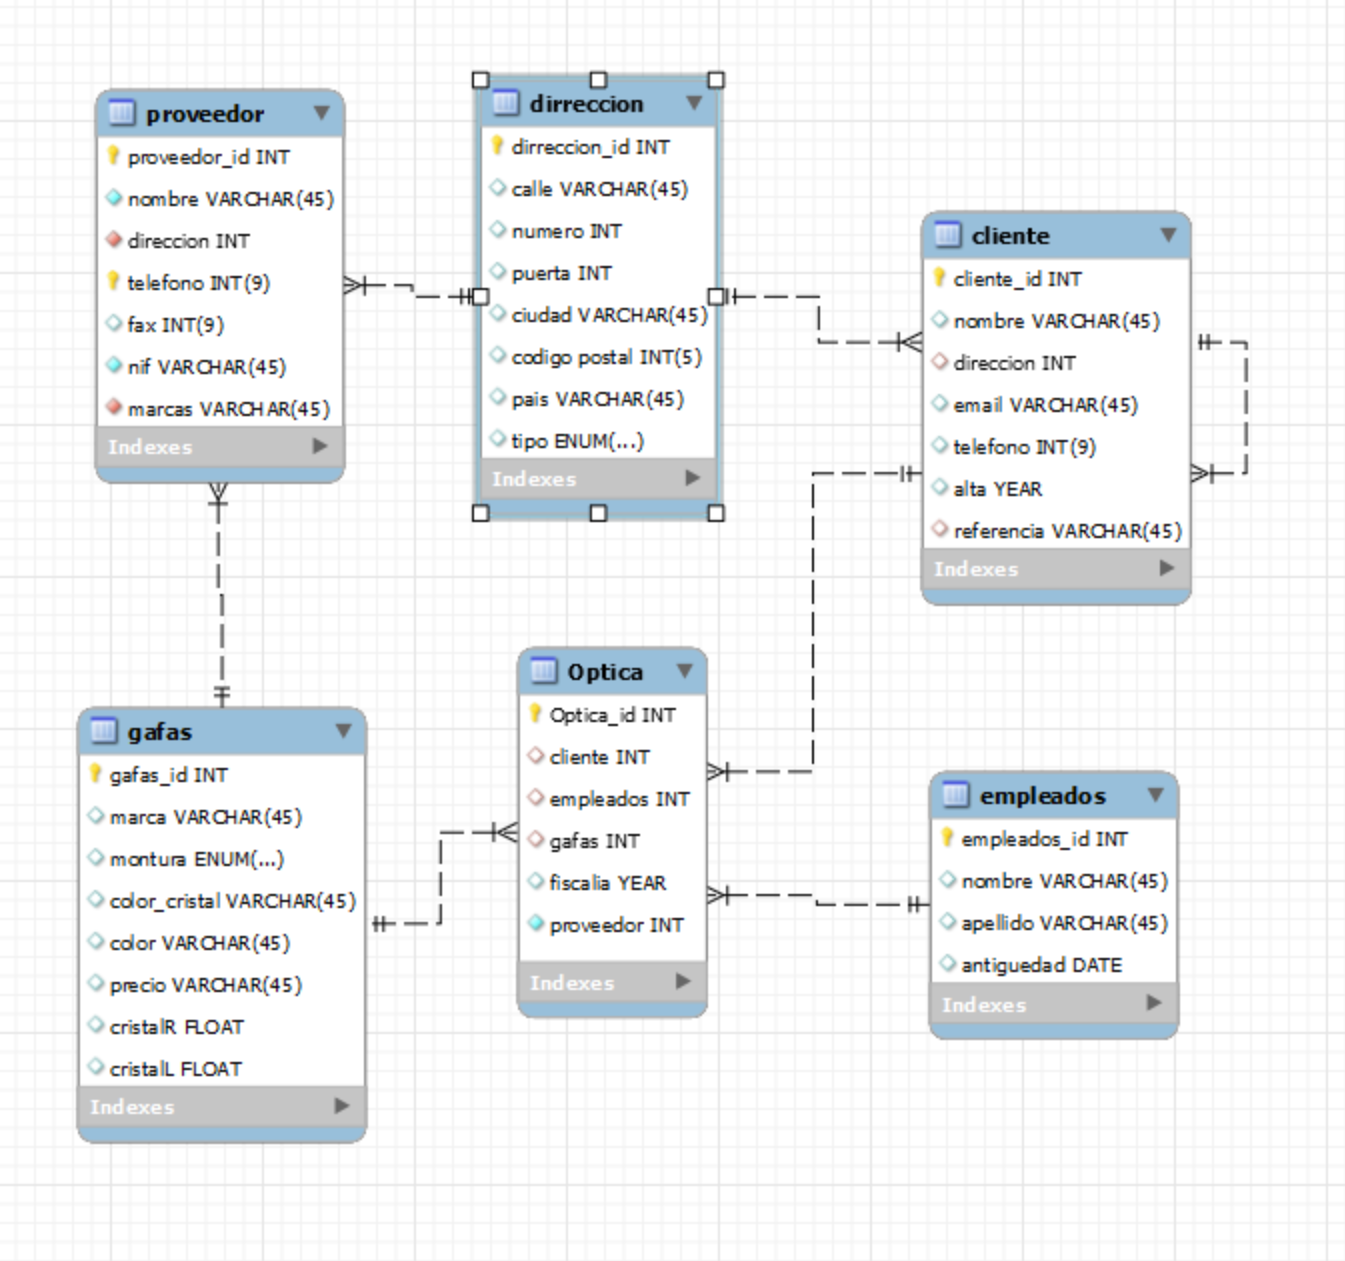 proveedor
proveedor_id INT
nombre VARCHAR(45)
direccion INT
telefono INT(9)
fax INT(9)
nif VARCHAR(45)
marcas VARCHAR(45)
Indexes
dirreccion
dirreccion_id INT
calle VARCHAR(45)
numero INT
puerta INT
ciudad VARCHAR(45)
codigo postal INT(5)
pais VARCHAR(45)
tipo ENUM(...)
Indexes
cliente
cliente_id INT
nombre VARCHAR(45)
direccion INT
email VARCHAR(45)
telefono INT(9)
alta YEAR
referencia VARCHAR(45)
Indexes
gafas
gafas_id INT
marca VARCHAR(45)
montura ENUM(...)
color_cristal VARCHAR(45)
color VARCHAR(45)
precio VARCHAR(45)
cristalR FLOAT
cristalL FLOAT
Indexes
Optica
Optica_id INT
cliente INT
empleados INT
gafas INT
fiscalia YEAR
proveedor INT
Indexes
empleados
empleados_id INT
nombre VARCHAR(45)
apellido VARCHAR(45)
antiguedad DATE
Indexes